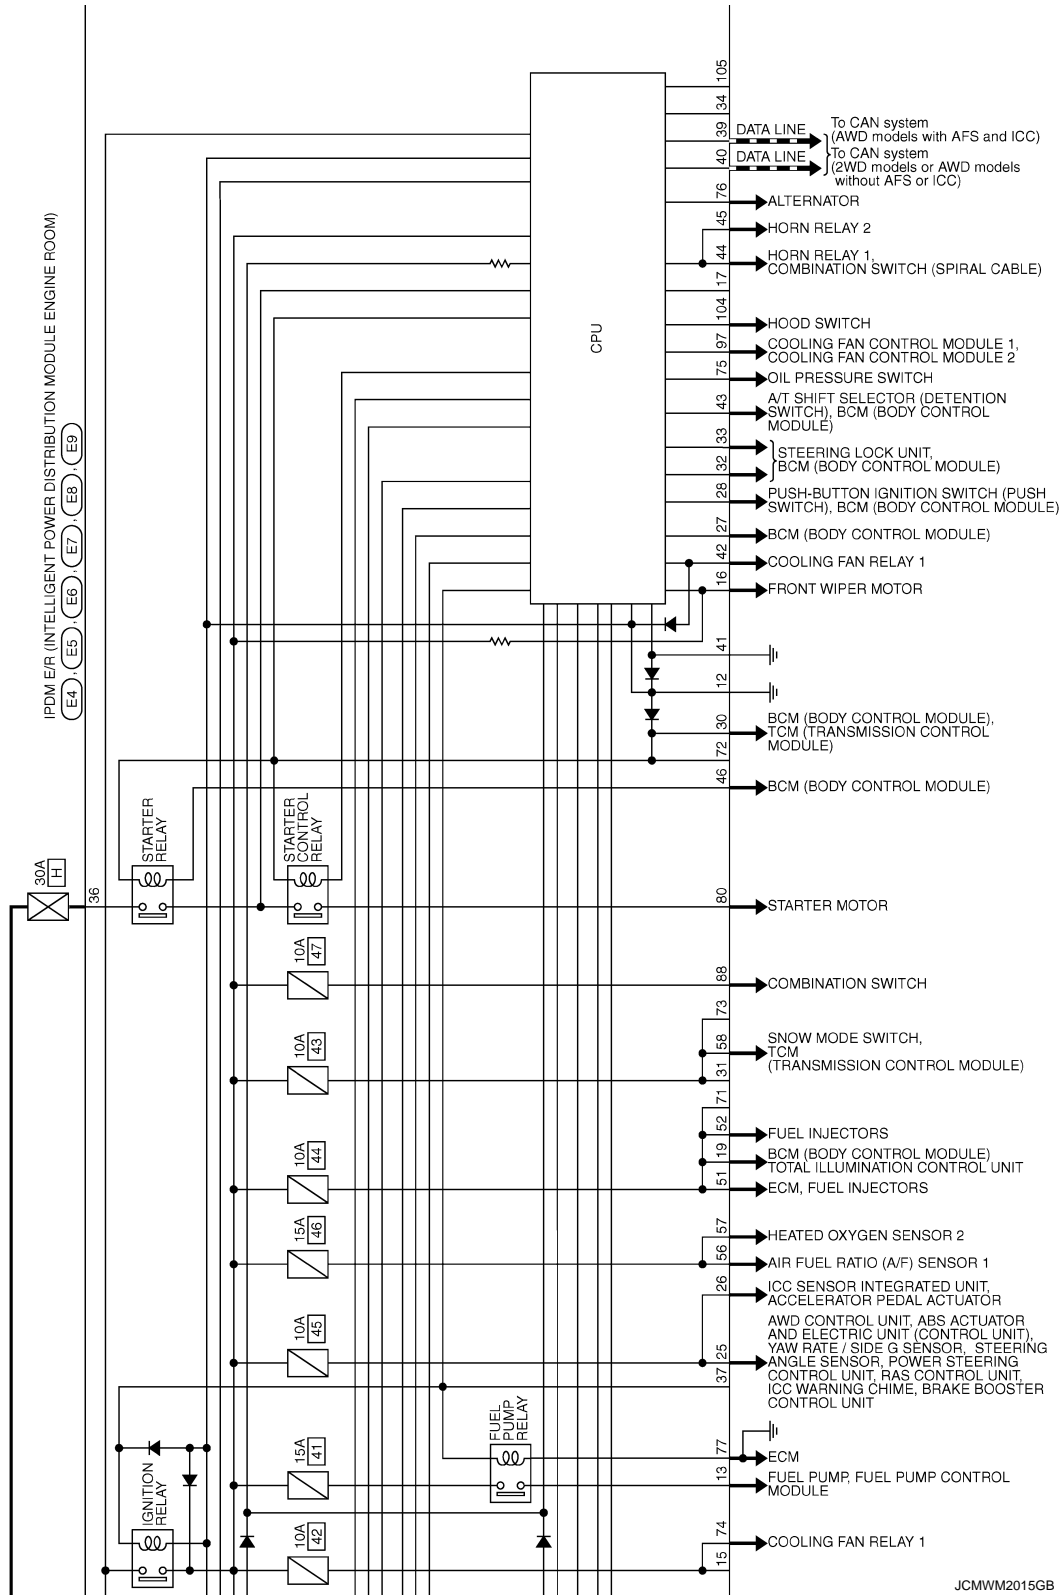 IPDM E/R (INTELLIGENT POWER DISTRIBUTION MODULE ENGINE ROOM)
E4 , E5 , E6 , E7 , E8 , E9
CPU
105
34
39
DATA LINE
To CAN system
(AWD models with AFS and ICC)
40
DATA LINE
To CAN system
(2WD models or AWD models
without AFS or ICC)
76
ALTERNATOR
45
HORN RELAY 2
44
HORN RELAY 1,
COMBINATION SWITCH (SPIRAL CABLE)
17
104
HOOD SWITCH
97
COOLING FAN CONTROL MODULE 1,
COOLING FAN CONTROL MODULE 2
75
OIL PRESSURE SWITCH
43
A/T SHIFT SELECTOR (DETENTION
SWITCH), BCM (BODY CONTROL
MODULE)
33
32
STEERING LOCK UNIT,
BCM (BODY CONTROL MODULE)
28
PUSH-BUTTON IGNITION SWITCH (PUSH
SWITCH), BCM (BODY CONTROL MODULE)
27
BCM (BODY CONTROL MODULE)
42
COOLING FAN RELAY 1
16
FRONT WIPER MOTOR
41
12
30
BCM (BODY CONTROL MODULE),
TCM (TRANSMISSION CONTROL
MODULE)
72
46
BCM (BODY CONTROL MODULE)
STARTER
RELAY
STARTER
CONTROL
RELAY
30A
H
36
80
STARTER MOTOR
10A
47
88
COMBINATION SWITCH
73
10A
43
58
SNOW MODE SWITCH,
TCM
(TRANSMISSION CONTROL MODULE)
31
71
52
FUEL INJECTORS
10A
44
19
BCM (BODY CONTROL MODULE)
TOTAL ILLUMINATION CONTROL UNIT
51
ECM, FUEL INJECTORS
15A
46
57
HEATED OXYGEN SENSOR 2
56
AIR FUEL RATIO (A/F) SENSOR 1
26
ICC SENSOR INTEGRATED UNIT,
ACCELERATOR PEDAL ACTUATOR
10A
45
25
AWD CONTROL UNIT, ABS ACTUATOR
AND ELECTRIC UNIT (CONTROL UNIT),
YAW RATE / SIDE G SENSOR, STEERING
ANGLE SENSOR, POWER STEERING
CONTROL UNIT, RAS CONTROL UNIT,
ICC WARNING CHIME, BRAKE BOOSTER
CONTROL UNIT
37
FUEL
PUMP
RELAY
15A
41
77
ECM
13
FUEL PUMP, FUEL PUMP CONTROL
MODULE
IGNITION
RELAY
10A
42
74
COOLING FAN RELAY 1
15
JCMWM2015GB